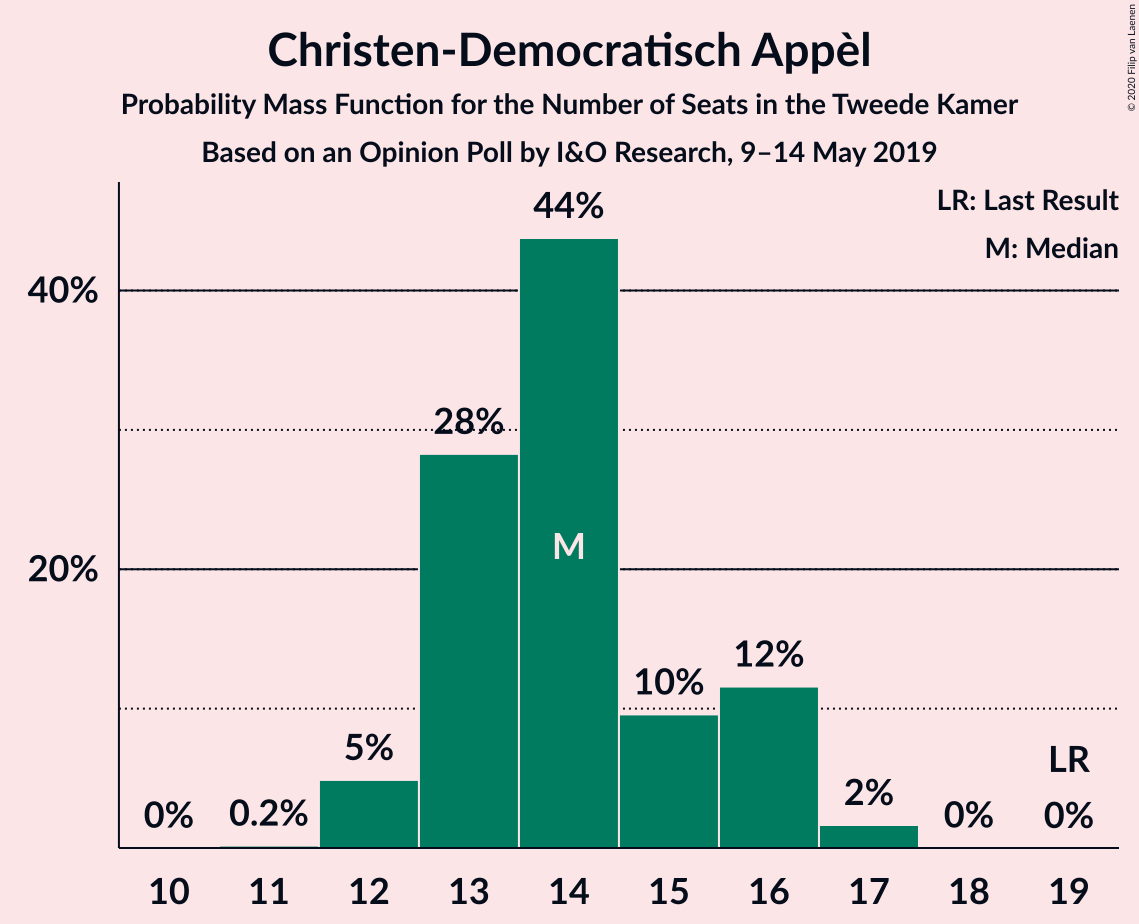 Christen-Democratisch Appèl
Probability Mass Function for the Number of Seats in the Tweede Kamer
Based on an Opinion Poll by I&O Research, 9–14 May 2019
© 2020 Filip van Laenen
LR: Last Result
M: Median
44%
40%
28%
M
20%
12%
10%
5%
LR
2%
0% 0.2% 0% 0%
10 11 12 13 14 15 16 17 18 19